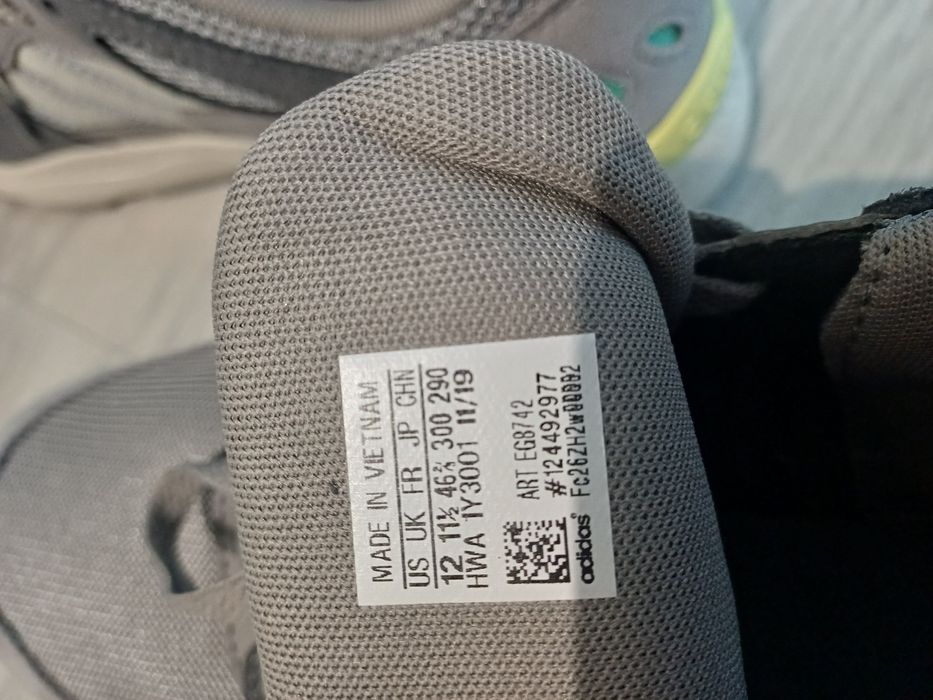 MADE IN VIETNAM
US UK FR JP CHN
12 11½ 46⅔ 300 290
HWA 1Y3001 11/19
ART EG8742
#124492977
adidas